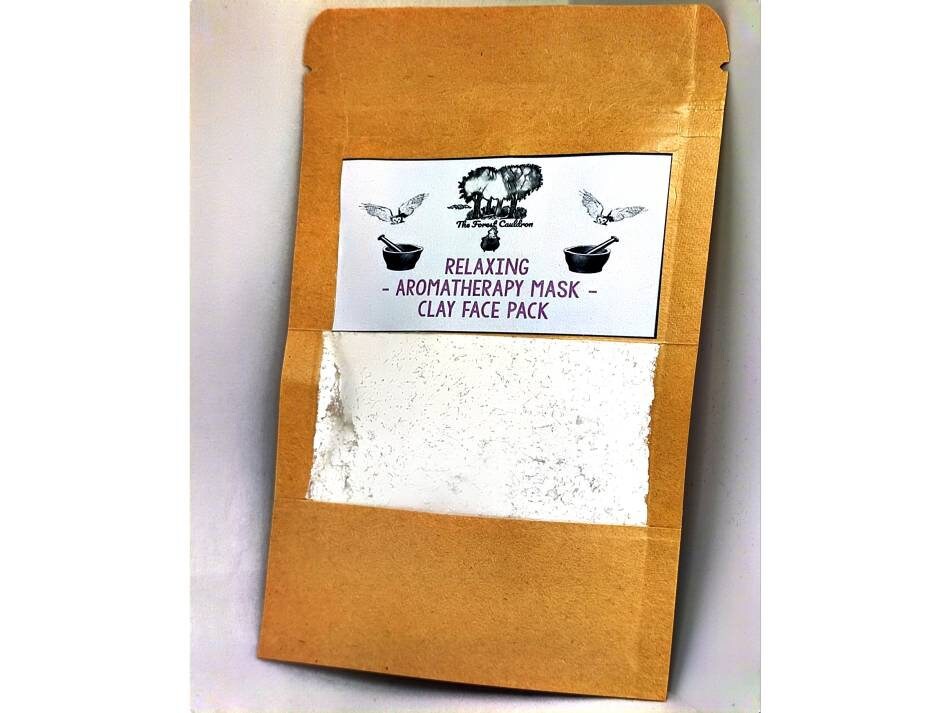 The Forest Cauldron
RELAXING
- AROMATHERAPY MASK -
CLAY FACE PACK